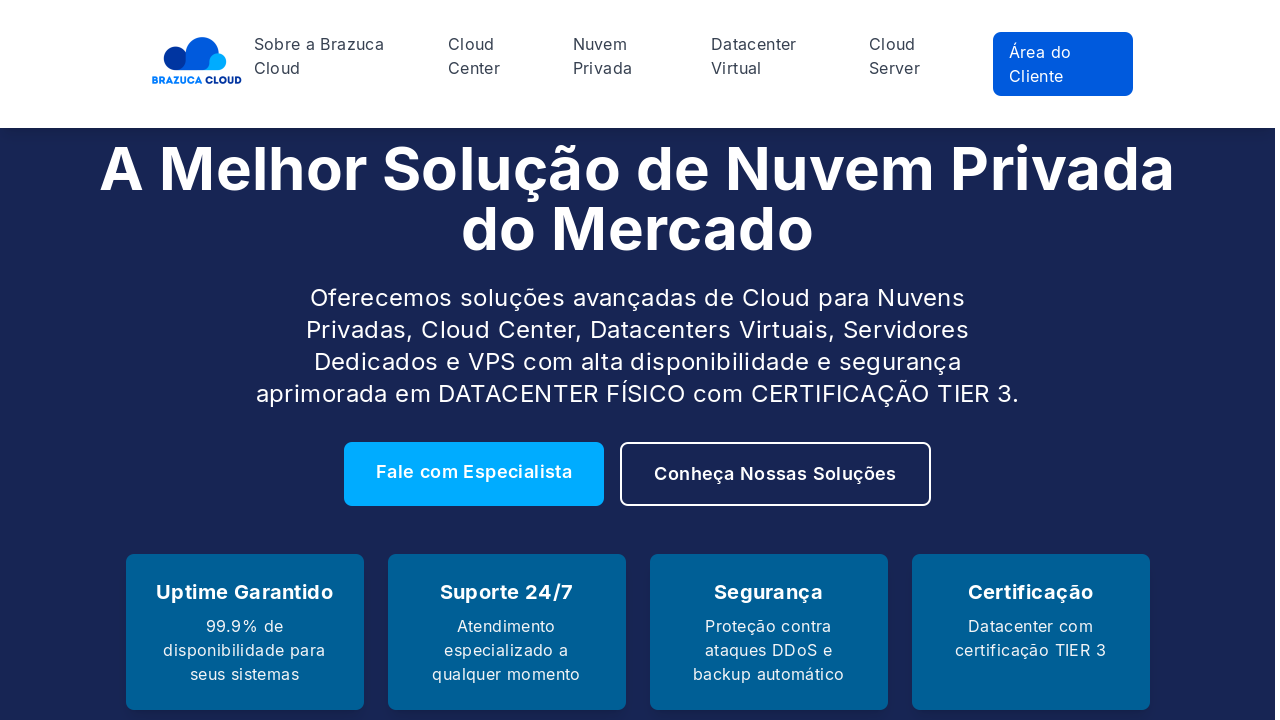 BRAZUCA CLOUD
Sobre a Brazuca
Cloud
Cloud
Center
Nuvem
Privada
Datacenter
Virtual
Cloud
Server
Área do
Cliente
A Melhor Solução de Nuvem Privada
do Mercado
Oferecemos soluções avançadas de Cloud para Nuvens
Privadas, Cloud Center, Datacenters Virtuais, Servidores
Dedicados e VPS com alta disponibilidade e segurança
aprimorada em DATACENTER FÍSICO com CERTIFICAÇÃO TIER 3.
Fale com Especialista
Conheça Nossas Soluções
Uptime Garantido
99.9% de
disponibilidade para
seus sistemas
Suporte 24/7
Atendimento
especializado a
qualquer momento
Segurança
Proteção contra
ataques DDoS e
backup automático
Certificação
Datacenter com
certificação TIER 3